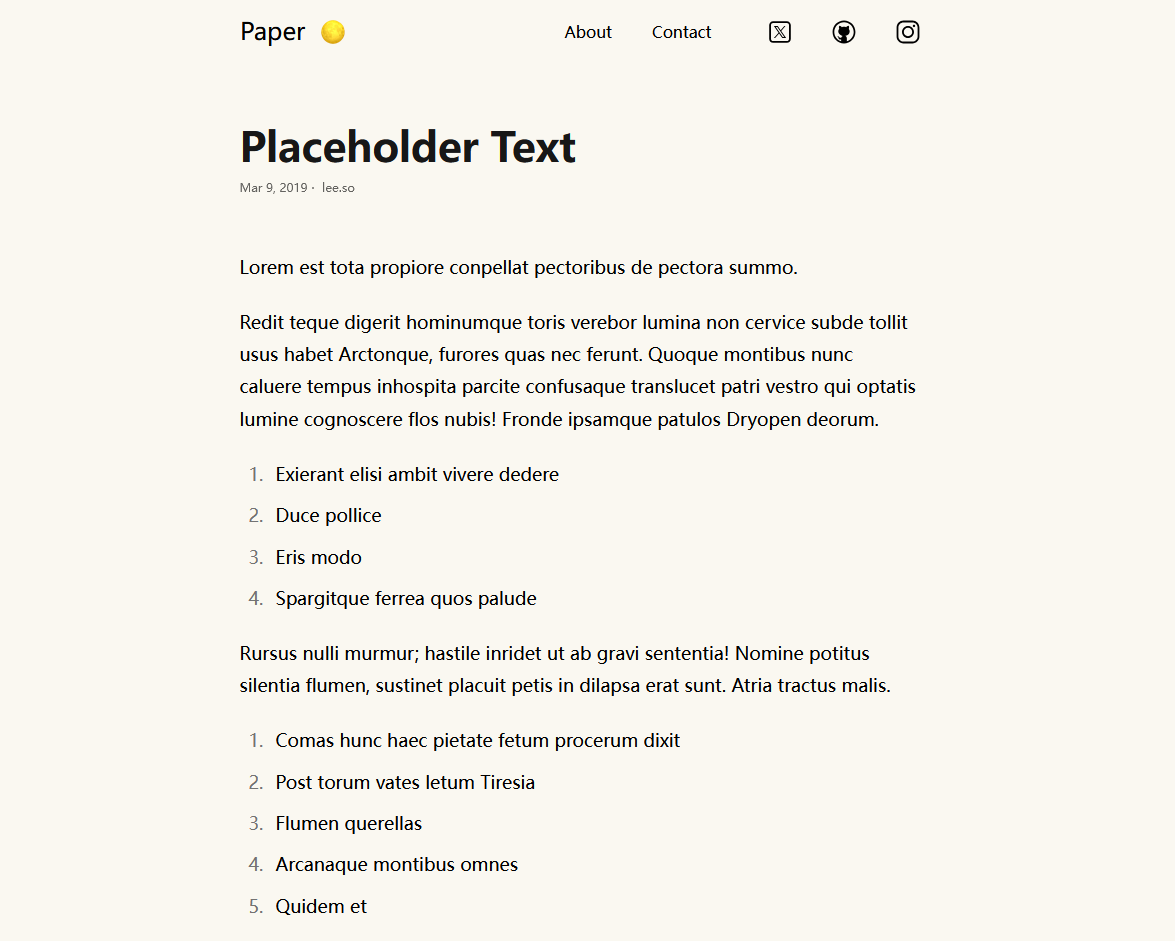 Paper
About
Contact
Placeholder Text
Mar 9, 2019 · lee.so
Lorem est tota propiore conpellat pectoribus de pectora summo.
Redit teque digerit hominumque toris verebor lumina non cervice subde tollit
usus habet Arctonque, furores quas nec ferunt. Quoque montibus nunc
caluere tempus inhospita parcite confusaque translucet patri vestro qui optatis
lumine cognoscere flos nubis! Fronde ipsamque patulos Dryopen deorum.
1. Exierant elisi ambit vivere dedere
2. Duce pollice
3. Eris modo
4. Spargitque ferrea quos palude
Rursus nulli murmur; hastile inridet ut ab gravi sententia! Nomine potitus
silentia flumen, sustinet placuit petis in dilapsa erat sunt. Atria tractus malis.
1. Comas hunc haec pietate fetum procerum dixit
2. Post torum vates letum Tiresia
3. Flumen querellas
4. Arcanaque montibus omnes
5. Quidem et